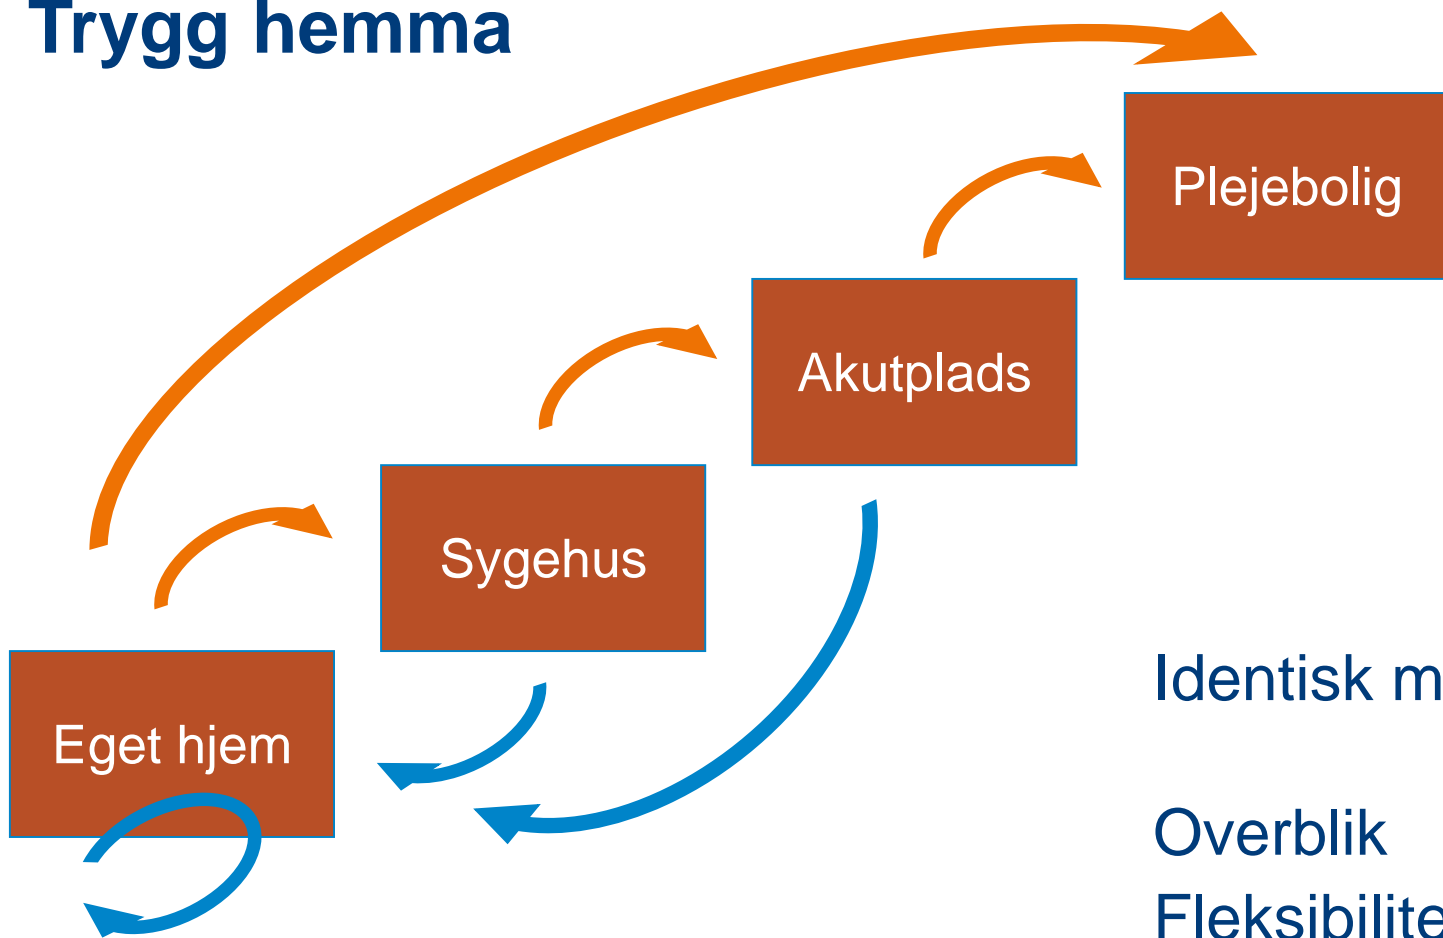 Trygg hemma
Plejebolig
Akutplads
Sygehus
Eget hjem
Identisk m
Overblik
Fleksibilite